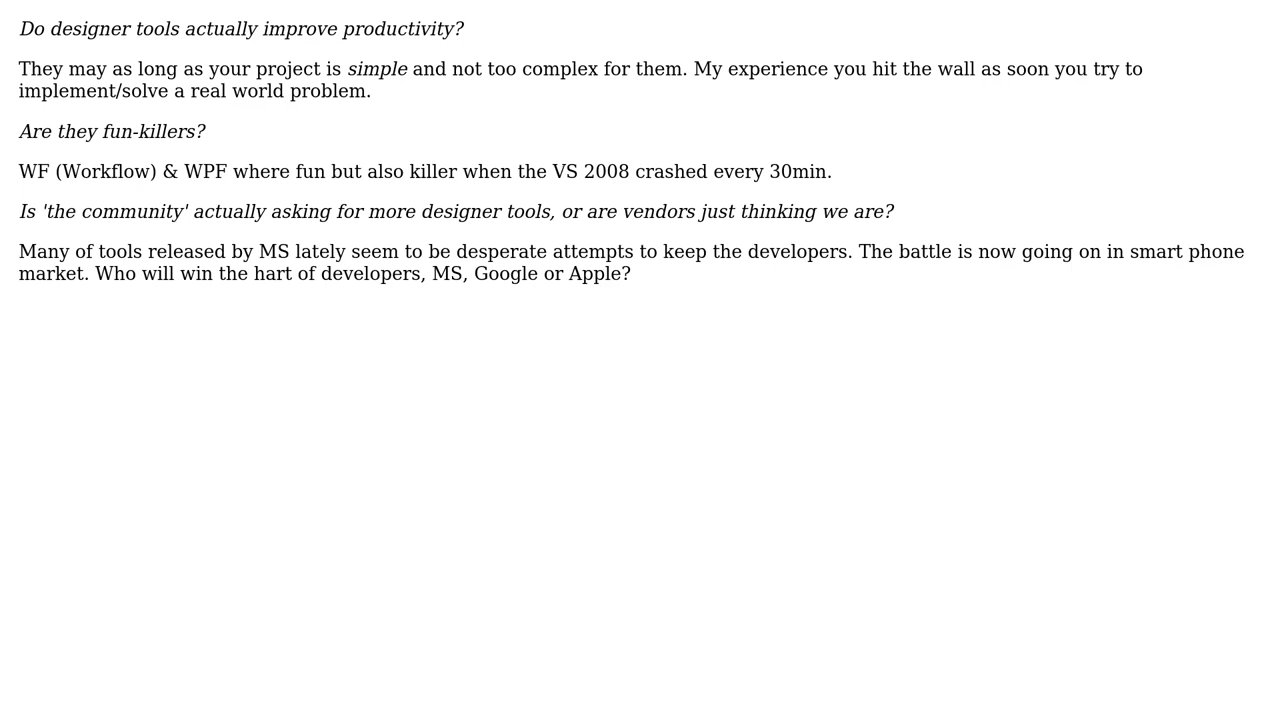 Do designer tools actually improve productivity?
They may as long as your project is simple and not too complex for them. My experience you hit the wall as soon you try to
implement/solve a real world problem.
Are they fun-killers?
WF (Workflow) & WPF where fun but also killer when the VS 2008 crashed every 30min.
Is 'the community' actually asking for more designer tools, or are vendors just thinking we are?
Many of tools released by MS lately seem to be desperate attempts to keep the developers. The battle is now going on in smart phone
market. Who will win the hart of developers, MS, Google or Apple?